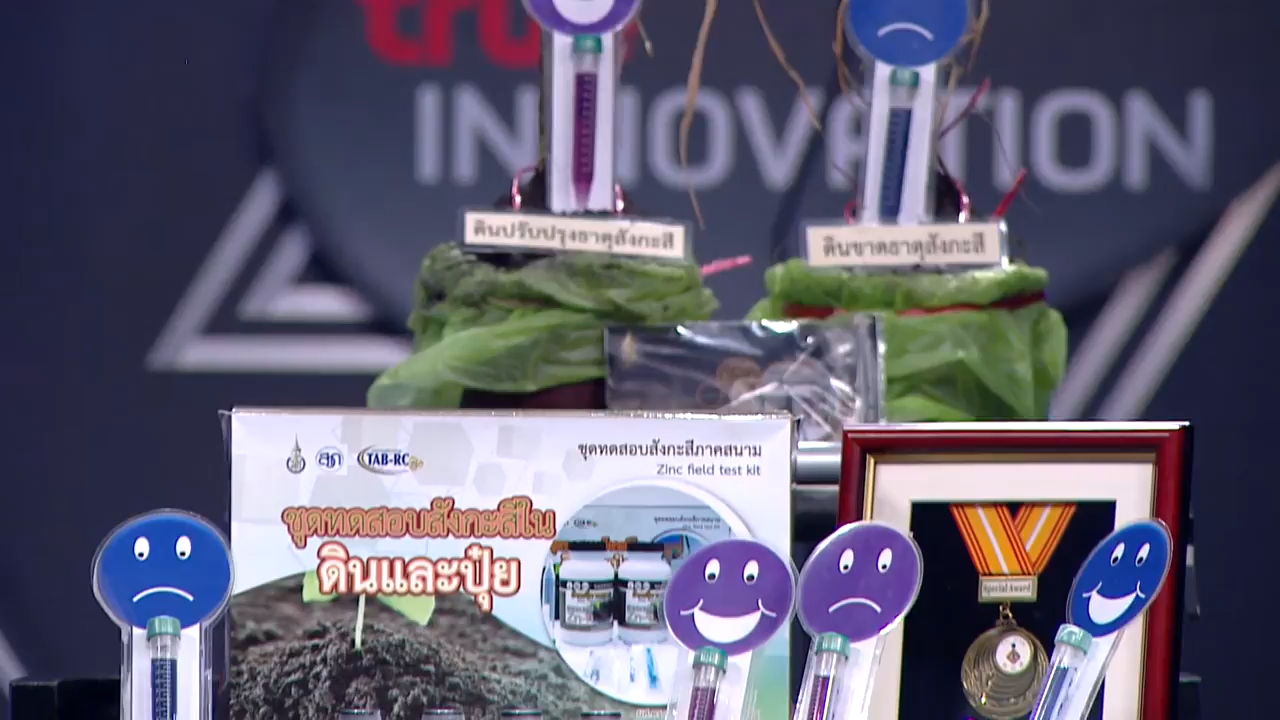 true
INNOVATION
ดินปรับปรุงธาตุสังกะสี
ดินขาดธาตุสังกะสี
TAB-RC
ชุดทดสอบสังกะสีภาคสนาม
Zinc field test kit
ชุดทดสอบสังกะสีใน
ดินและปุ๋ย
Special Award